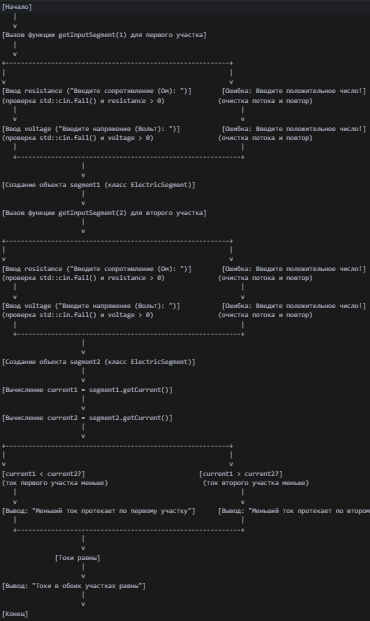 [Начало]
|
v
[Вызов функции getInputSegment(1) для первого участка]
|
v
+-----------------------------------------------------------+
| |
v v
[Ввод resistance ("Введите сопротивление (Ом): ")] [Ошибка: Введите положительное число!]
(проверка std::cin.fail() и resistance > 0) (очистка потока и повтор)
| |
v v
[Ввод voltage ("Введите напряжение (Вольт): ")] [Ошибка: Введите положительное число!]
(проверка std::cin.fail() и voltage > 0) (очистка потока и повтор)
| |
+-----------------------------------------------------------+
|
v
[Создание объекта segment1 (класс ElectricSegment)]
|
v
[Вызов функции getInputSegment(2) для второго участка]
|
v
+-----------------------------------------------------------+
| |
v v
[Ввод resistance ("Введите сопротивление (Ом): ")] [Ошибка: Введите положительное число!]
(проверка std::cin.fail() и resistance > 0) (очистка потока и повтор)
| |
v v
[Ввод voltage ("Введите напряжение (Вольт): ")] [Ошибка: Введите положительное число!]
(проверка std::cin.fail() и voltage > 0) (очистка потока и повтор)
| |
+-----------------------------------------------------------+
|
v
[Создание объекта segment2 (класс ElectricSegment)]
|
v
[Вычисление current1 = segment1.getCurrent()]
|
v
[Вычисление current2 = segment2.getCurrent()]
|
v
+-----------------------------------------------------------+
| |
v v
[current1 < current2?] [current1 > current2?]
(ток первого участка меньше) (ток второго участка меньше)
| |
v v
[Вывод: "Меньший ток протекает по первому участку"] [Вывод: "Меньший ток протекает по втором
| |
+-----------------------------------------------------------+
|
v
[Токи равны]
|
v
[Вывод: "Токи в обоих участках равны"]
|
v
[Конец]